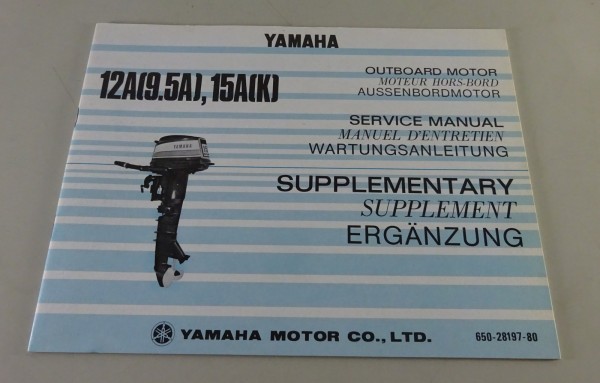 YAMAHA
12A(9.5A), 15A(K)
OUTBOARD MOTOR
MOTEUR HORS-BORD
AUSSENBORDMOTOR
SERVICE MANUAL
MANUEL D'ENTRETIEN
WARTUNGSANLEITUNG
SUPPLEMENTARY
SUPPLEMENT
ERGÄNZUNG
YAMAHA
YAMAHA MOTOR CO., LTD.
650-28197-80